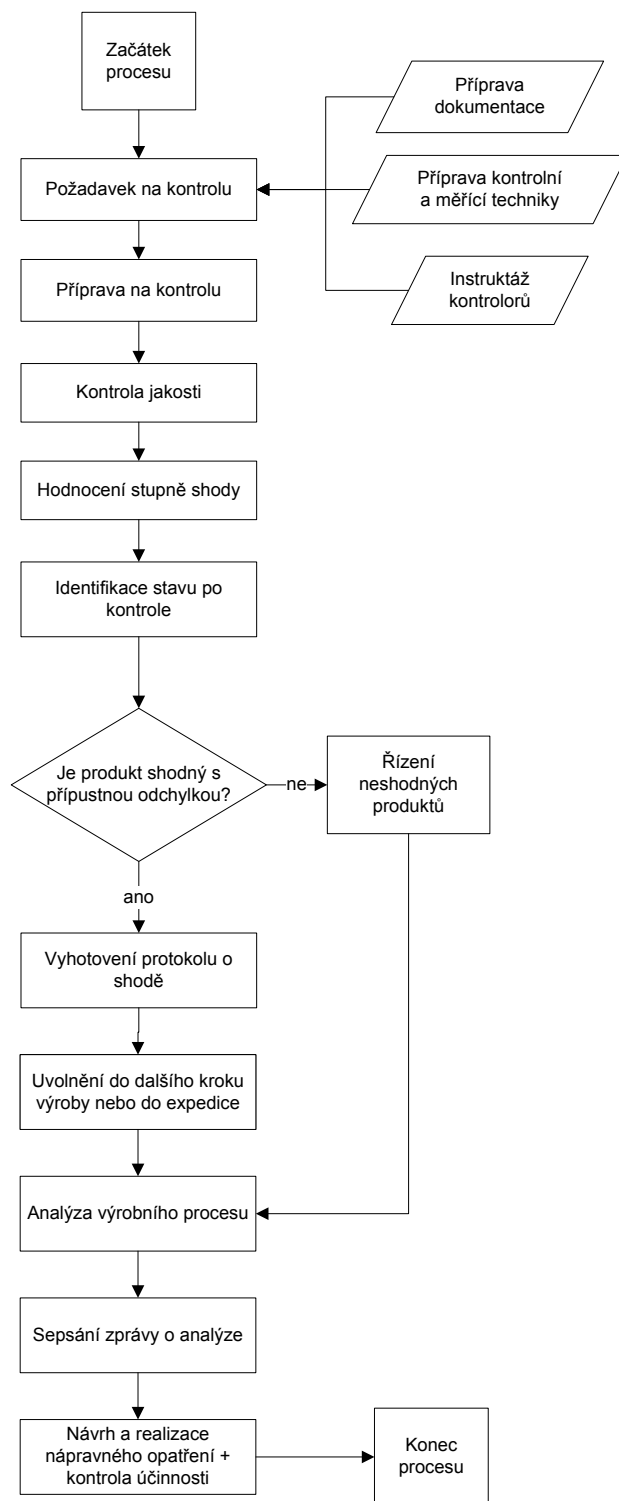 Začátek
procesu
Příprava
dokumentace
Požadavek na kontrolu
Příprava kontrolní
a měřící techniky
Příprava na kontrolu
Instruktáž
kontrolorů
Kontrola jakosti
Hodnocení stupně shody
Identifikace stavu po
kontrole
Je produkt shodný s
přípustnou odchylkou?
ne
Řízení
neshodných
produktů
ano
Vyhotovení protokolu o
shodě
Uvolnění do dalšího kroku
výroby nebo do expedice
Analýza výrobního procesu
Sepsání zprávy o analýze
Návrh a realizace
nápravného opatření +
kontrola účinnosti
Konec
procesu